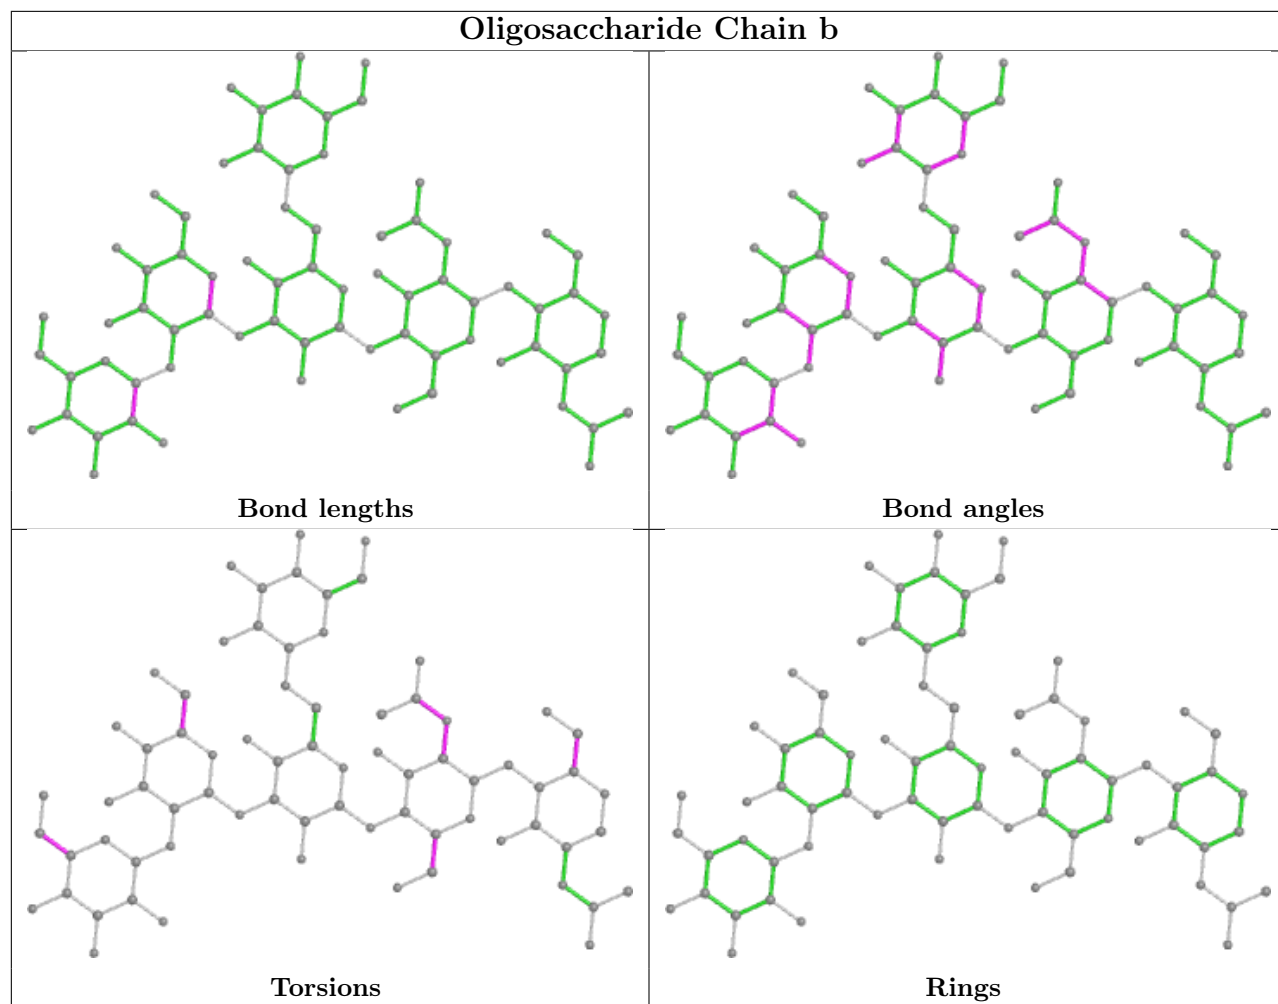 Oligosaccharide Chain b
Bond lengths
Bond angles
Torsions
Rings